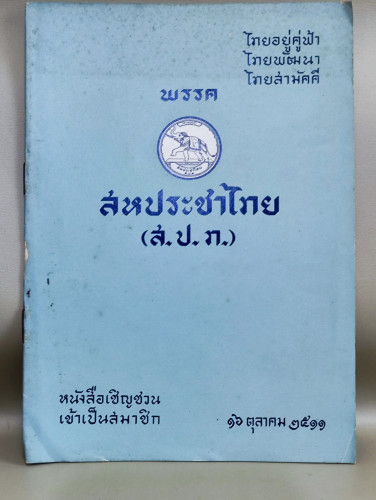 ไทยอยู่คู่ฟ้า
ไทยพัฒนา
ไทยสามัคคี
พรรค
สหประชาไทย
(ส.ป.ท.)
หนังสือเชิญชวน
เข้าเป็นสมาชิก
๑๖ ตุลาคม ๒๕๑๑